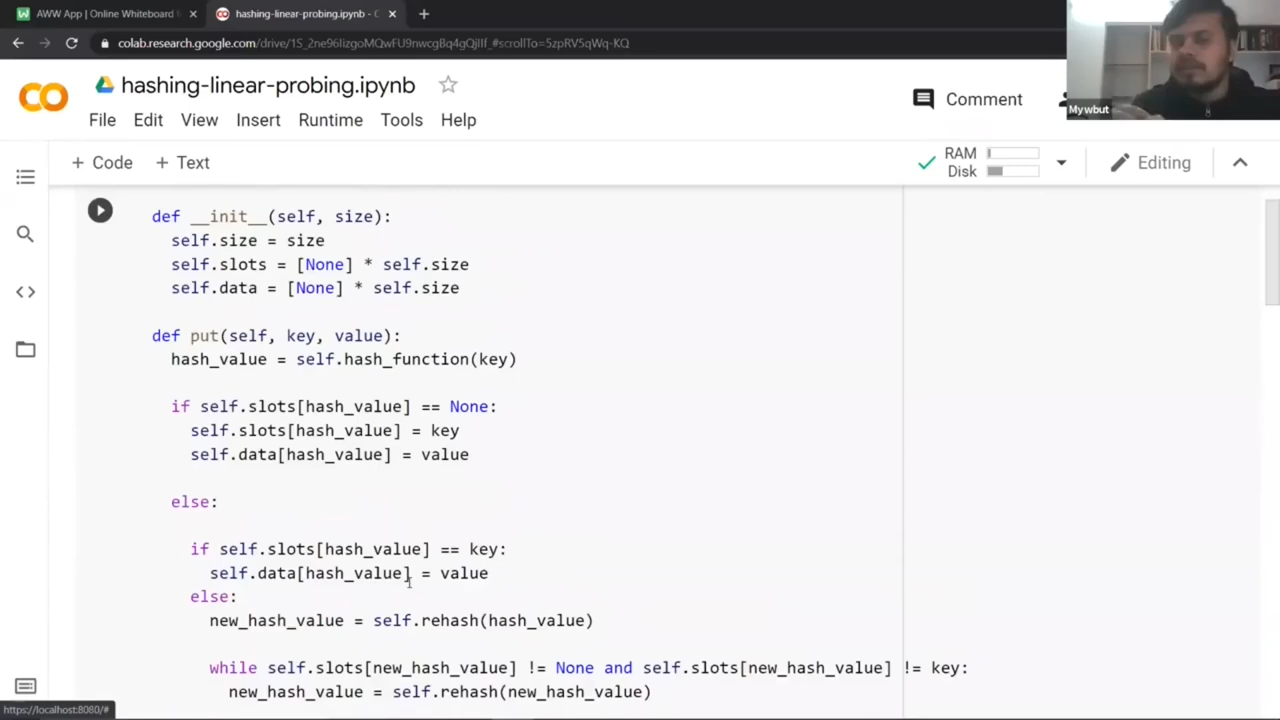 AWW App | Online Whiteboard
hashing-linear-probing.ipynb - C
colab.research.google.com/drive/
hashing-linear-probing.ipynb
Comment
Mywbut
File Edit View Insert Runtime Tools Help
+ Code + Text
RAM
Disk
Editing
def __init__(self, size):
self.size = size
self.slots = [None] * self.size
self.data = [None] * self.size
def put(self, key, value):
hash_value = self.hash_function(key)
if self.slots[hash_value] == None:
self.slots[hash_value] = key
self.data[hash_value] = value
else:
if self.slots[hash_value] == key:
self.data[hash_value] = value
else:
new_hash_value = self.rehash(hash_value)
while self.slots[new_hash_value] != None and self.slots[new_hash_value] != key:
new_hash_value = self.rehash(new_hash_value)
https://localhost:8080/#